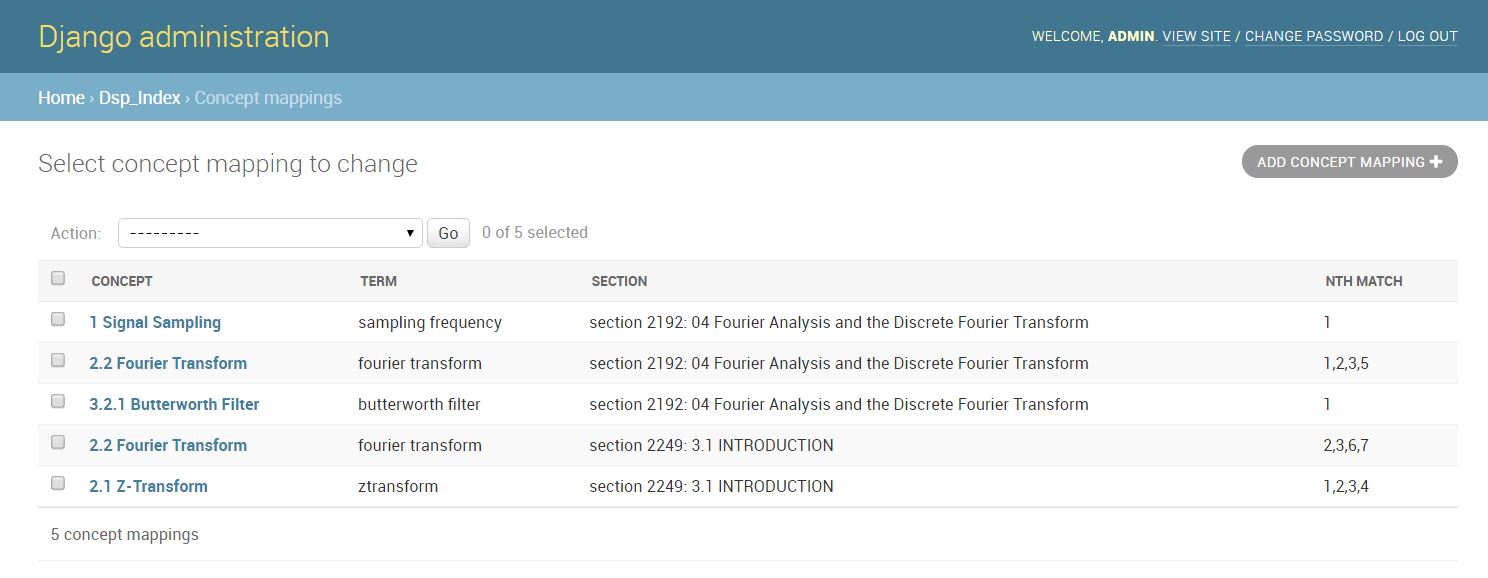 Django administration
WELCOME, ADMIN. VIEW SITE / CHANGE PASSWORD / LOG OUT
Home › Dsp_Index › Concept mappings
Select concept mapping to change
ADD CONCEPT MAPPING +
Action: --------- Go 0 of 5 selected
CONCEPT TERM SECTION NTH MATCH
1 Signal Sampling sampling frequency section 2192: 04 Fourier Analysis and the Discrete Fourier Transform 1
2.2 Fourier Transform fourier transform section 2192: 04 Fourier Analysis and the Discrete Fourier Transform 1,2,3,5
3.2.1 Butterworth Filter butterworth filter section 2192: 04 Fourier Analysis and the Discrete Fourier Transform 1
2.2 Fourier Transform fourier transform section 2249: 3.1 INTRODUCTION 2,3,6,7
2.1 Z-Transform ztransform section 2249: 3.1 INTRODUCTION 1,2,3,4
5 concept mappings